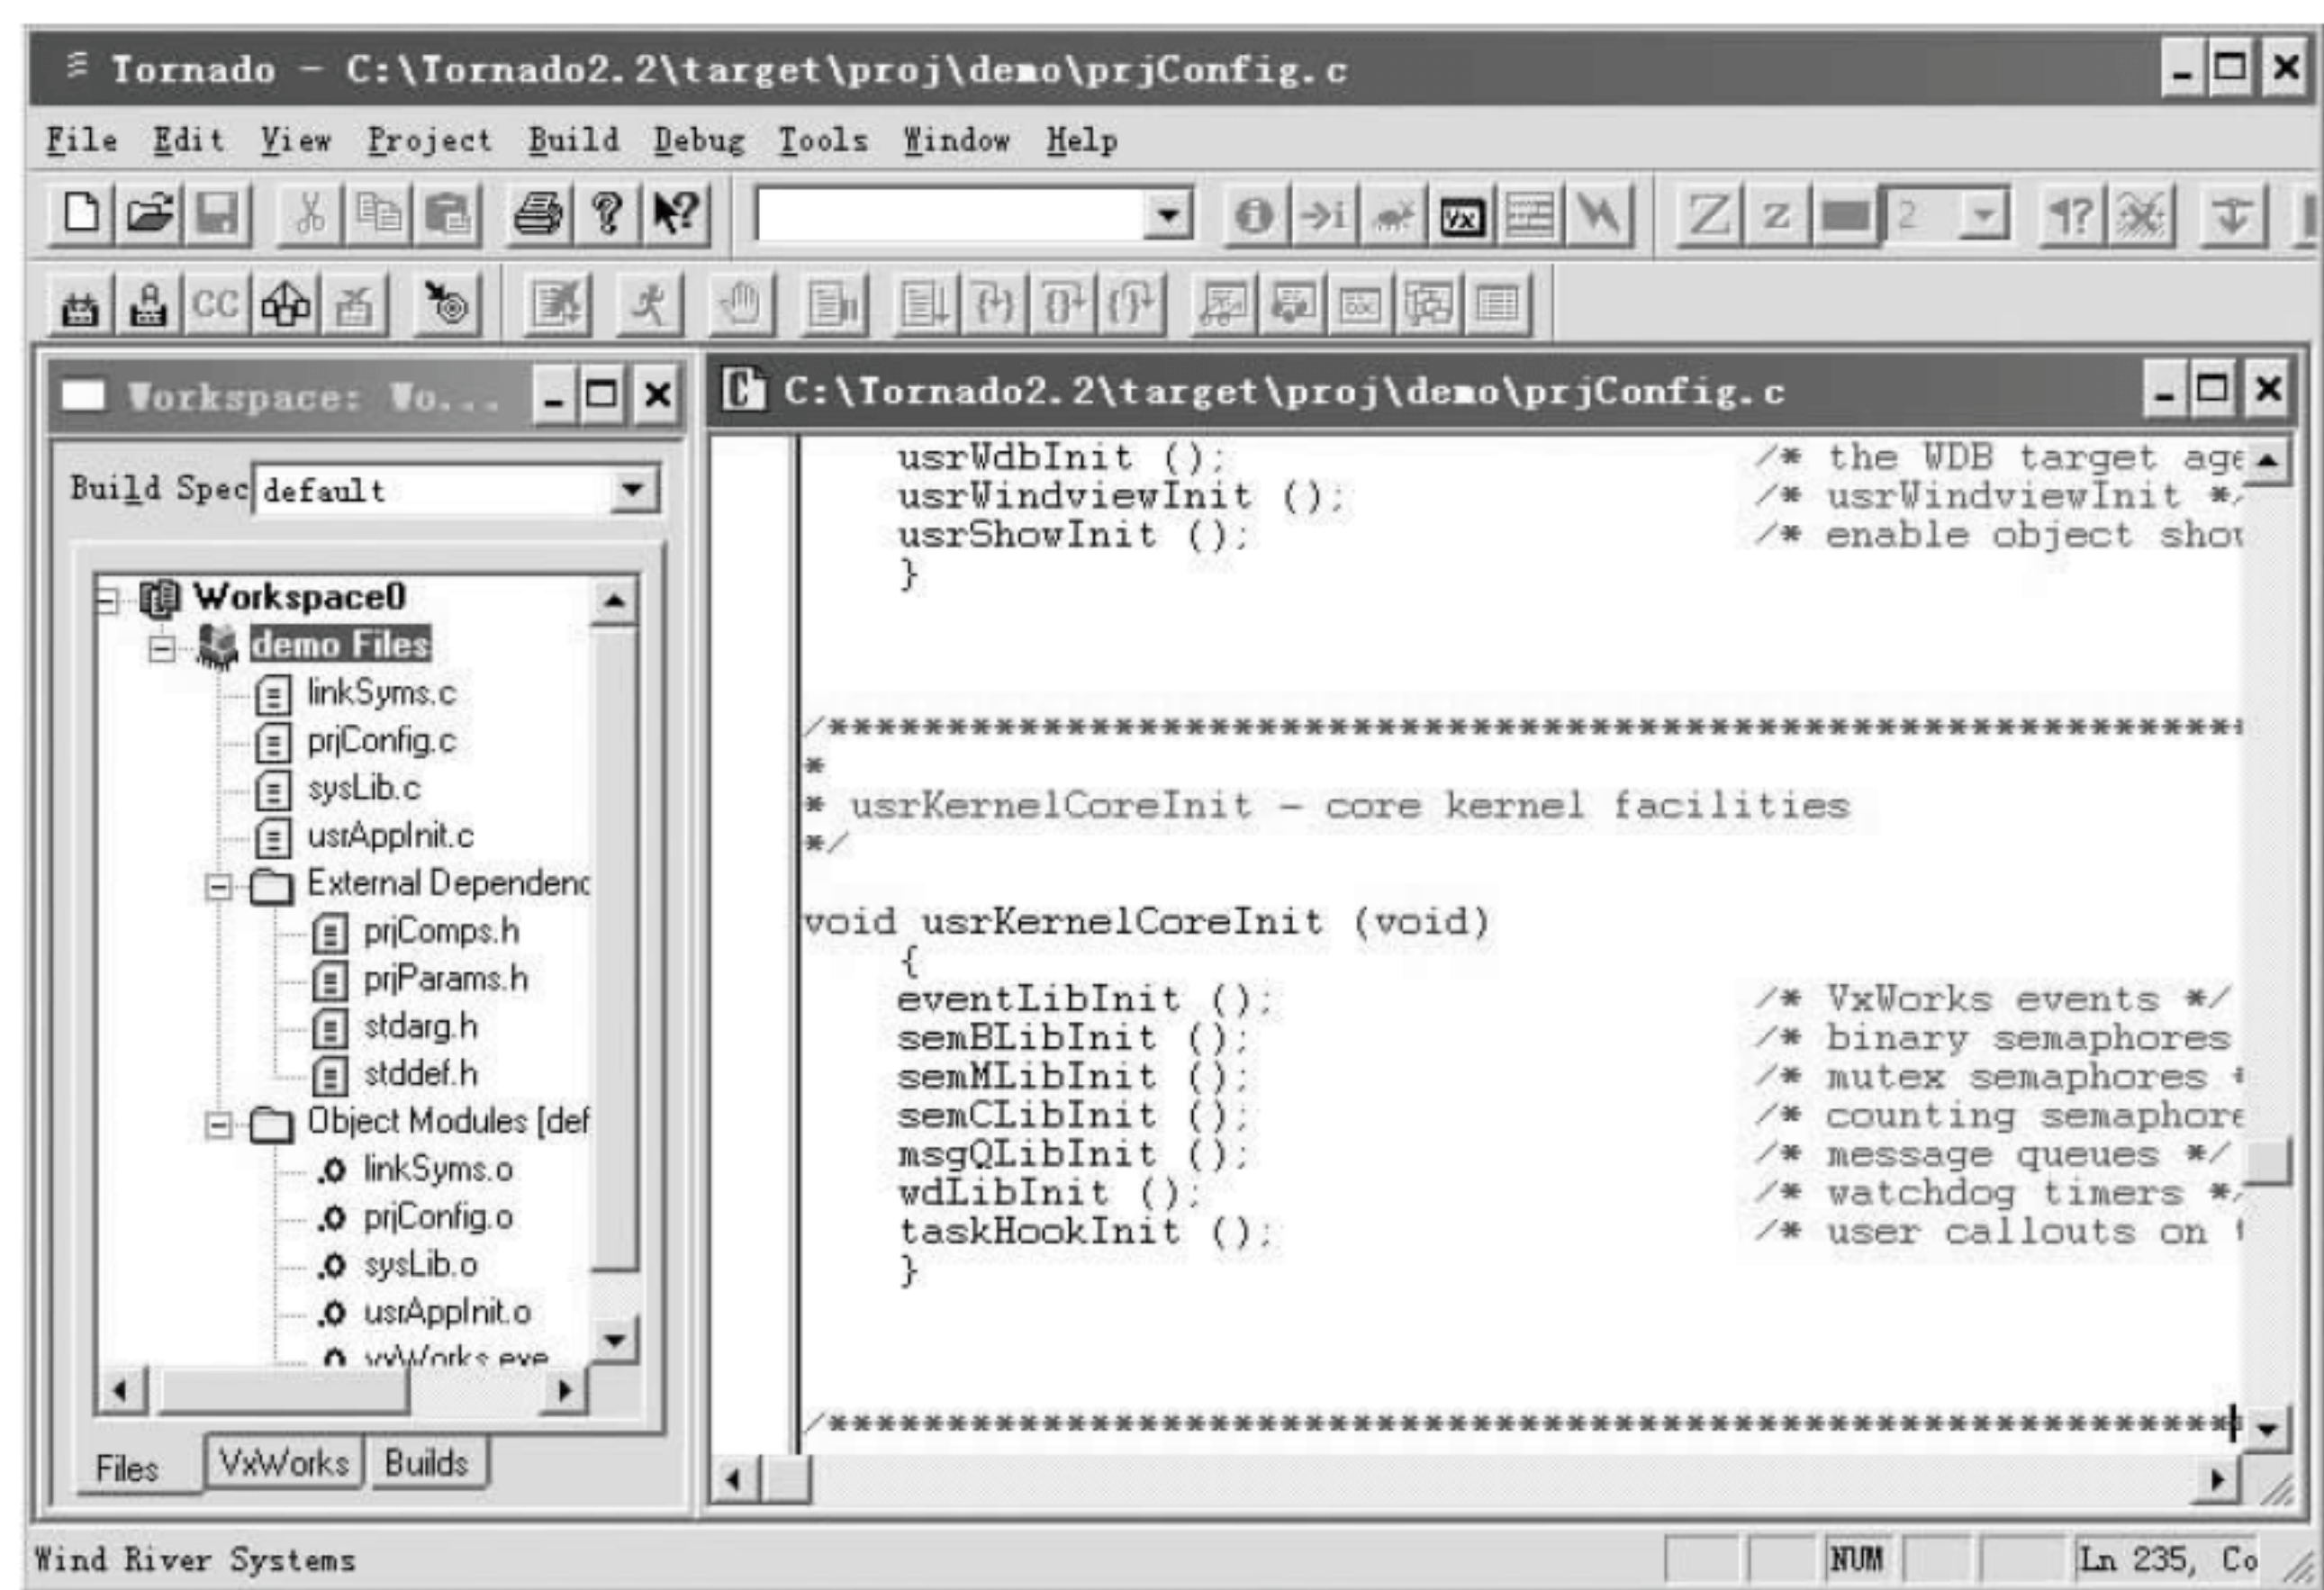 Tornado - C:\Tornado2.2\target\proj\demo\prjConfig.c
File Edit View Project Build Debug Tools Window Help
2
CC
Workspace: Wo...
Build Spec default
Workspace0
demo Files
linkSyms.c
prjConfig.c
sysLib.c
usrAppInit.c
External Dependenc
prjComps.h
prjParams.h
stdarg.h
stddef.h
Object Modules [def
linkSyms.o
prjConfig.o
sysLib.o
usrAppInit.o
vxWorks.exe
Files VxWorks Builds
C:\Tornado2.2\target\proj\demo\prjConfig.c
usrWdbInit (); /* the WDB target age
usrWindviewInit (); /* usrWindviewInit */
usrShowInit (); /* enable object show
}
/******************************************************************
*
* usrKernelCoreInit - core kernel facilities
*/
void usrKernelCoreInit (void)
{
eventLibInit (); /* VxWorks events */
semBLibInit (); /* binary semaphores
semMLibInit (); /* mutex semaphores *
semCLibInit (); /* counting semaphore
msgQLibInit (); /* message queues */
wdLibInit (); /* watchdog timers */
taskHookInit (); /* user callouts on
}
/******************************************************************
Wind River Systems NUM Ln 235, Co